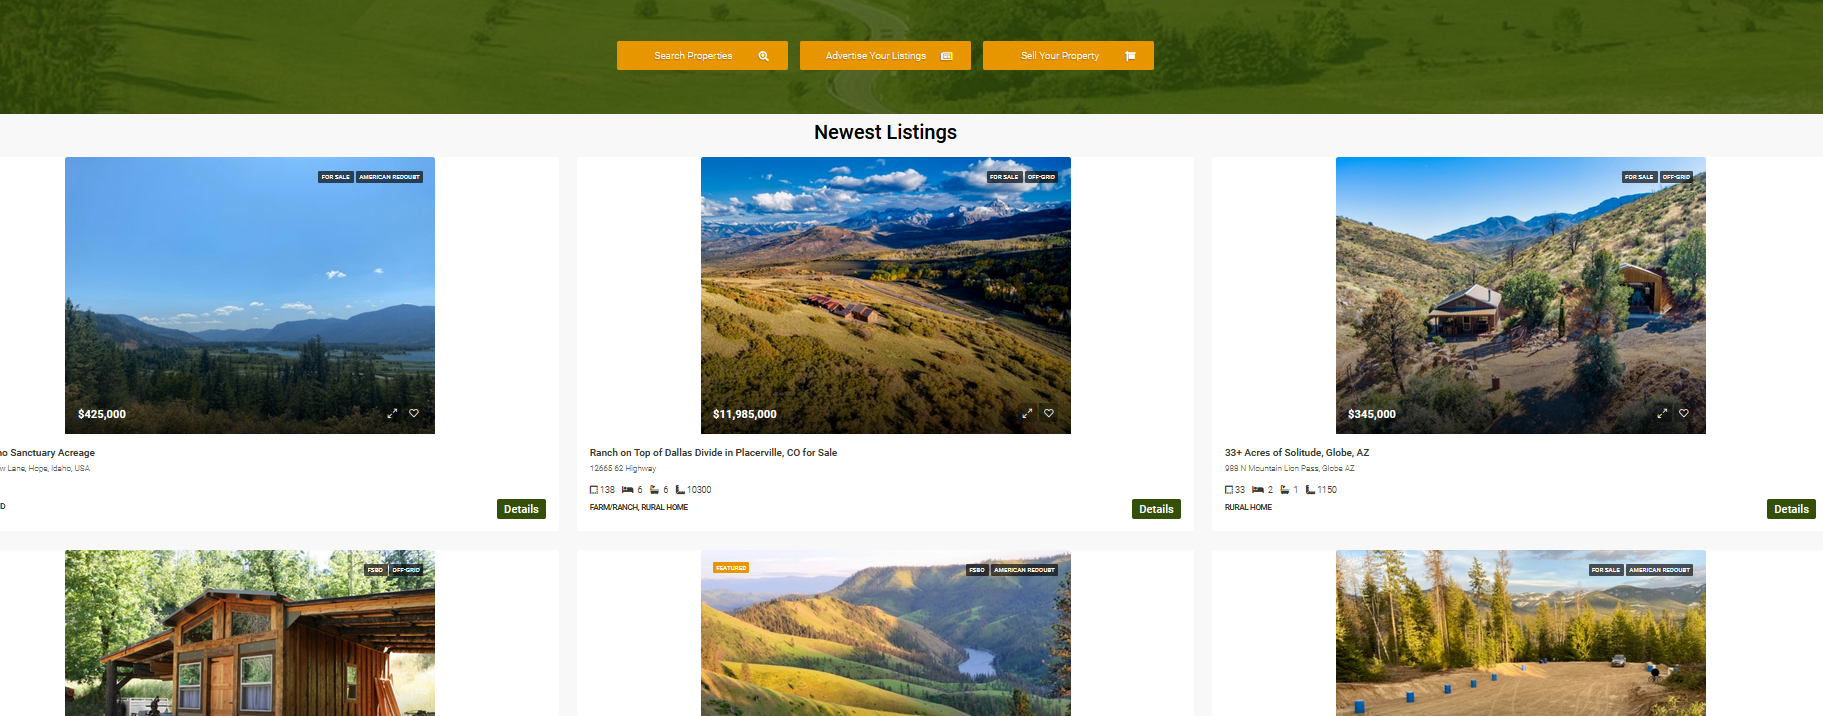 Search Properties
Advertise Your Listings
Sell Your Property
Newest Listings
FOR SALE AMERICAN REDOUBT
$425,000
no Sanctuary Acreage
w Lane, Hope, Idaho, USA
D
Details
FOR SALE OFF-GRID
$11,985,000
Ranch on Top of Dallas Divide in Placerville, CO for Sale
12665 62 Highway
138 6 6 10300
FARM/RANCH, RURAL HOME
Details
FOR SALE OFF-GRID
$345,000
33+ Acres of Solitude, Globe, AZ
988 N Mountain Lion Pass, Globe AZ
33 2 1 1150
RURAL HOME
Details
FSBO OFF-GRID
FEATURED
FSBO AMERICAN REDOUBT
FOR SALE AMERICAN REDOUBT